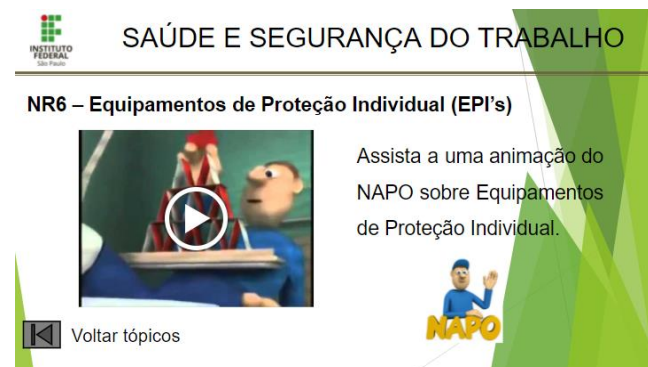 INSTITUTO
FEDERAL
São Paulo
SAÚDE E SEGURANÇA DO TRABALHO
NR6 – Equipamentos de Proteção Individual (EPI's)
Assista a uma animação do
NAPO sobre Equipamentos
de Proteção Individual.
NAPO
Voltar tópicos